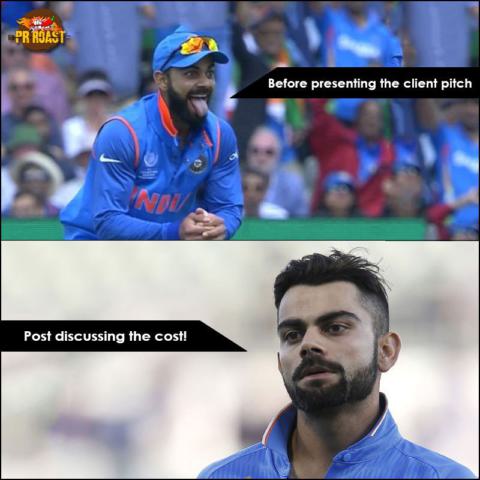 PR ROAST
Before presenting the client pitch
INDIA
Post discussing the cost!